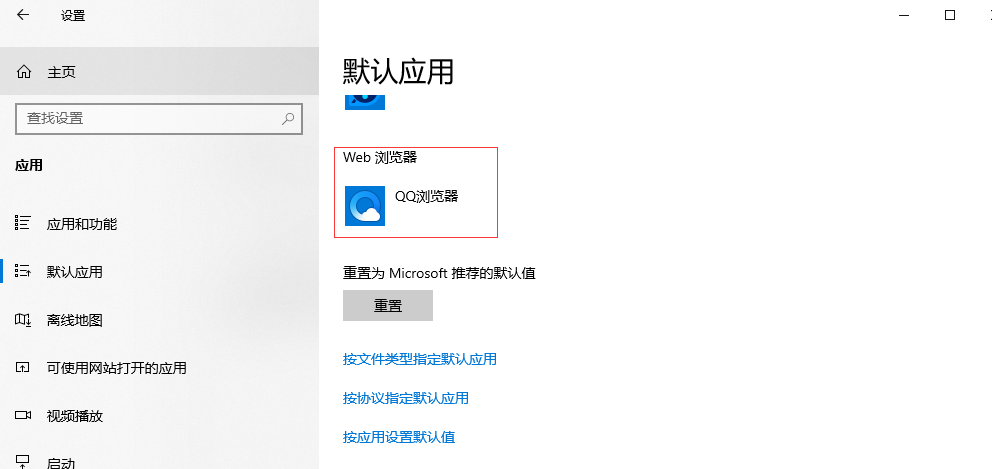 设置
主页
查找设置
应用
应用和功能
默认应用
离线地图
可使用网站打开的应用
视频播放
启动
默认应用
Web 浏览器
QQ浏览器
重置为 Microsoft 推荐的默认值
重置
按文件类型指定默认应用
按协议指定默认应用
按应用设置默认值